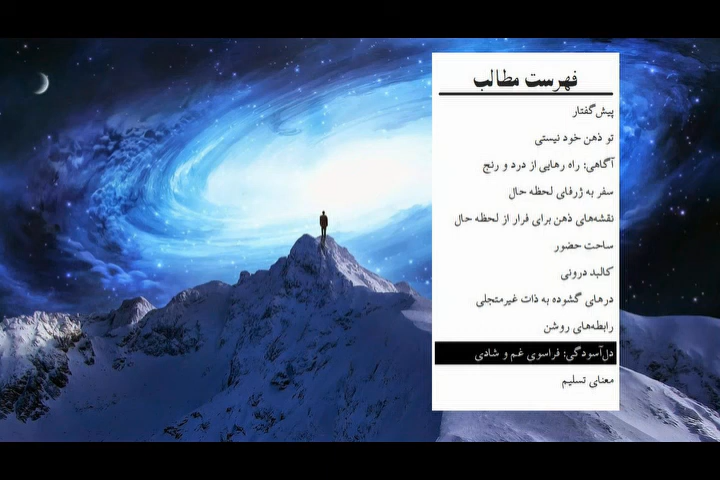 فهرست مطالب
پیش‌گفتار
تو ذهن خود نیستی
آگاهی: راه رهایی از درد و رنج
سفر به ژرفای لحظه حال
نقشه‌های ذهن برای فرار از لحظه حال
ساحت حضور
کالبد درونی
درهای گشوده به ذات غیرمتجلی
رابطه‌های روشن
دل‌آسودگی: فراسوی غم و شادی
معنای تسلیم